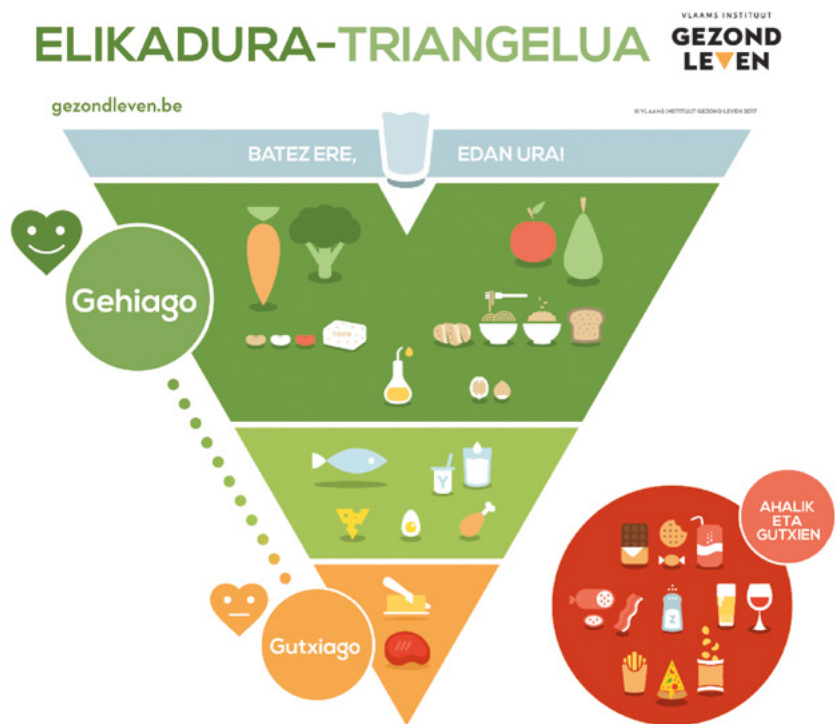 ELIKADURA-TRIANGELUA
VLAAMS INSTITUUT
GEZOND
LEVEN
gezondleven.be
© VLAAMS INSTITUUT GEZOND LEVEN 2017
BATEZ ERE, EDAN URA!
Gehiago
TOFU
Y
AHALIK
ETA
GUTXIEN
Z
Gutxiago